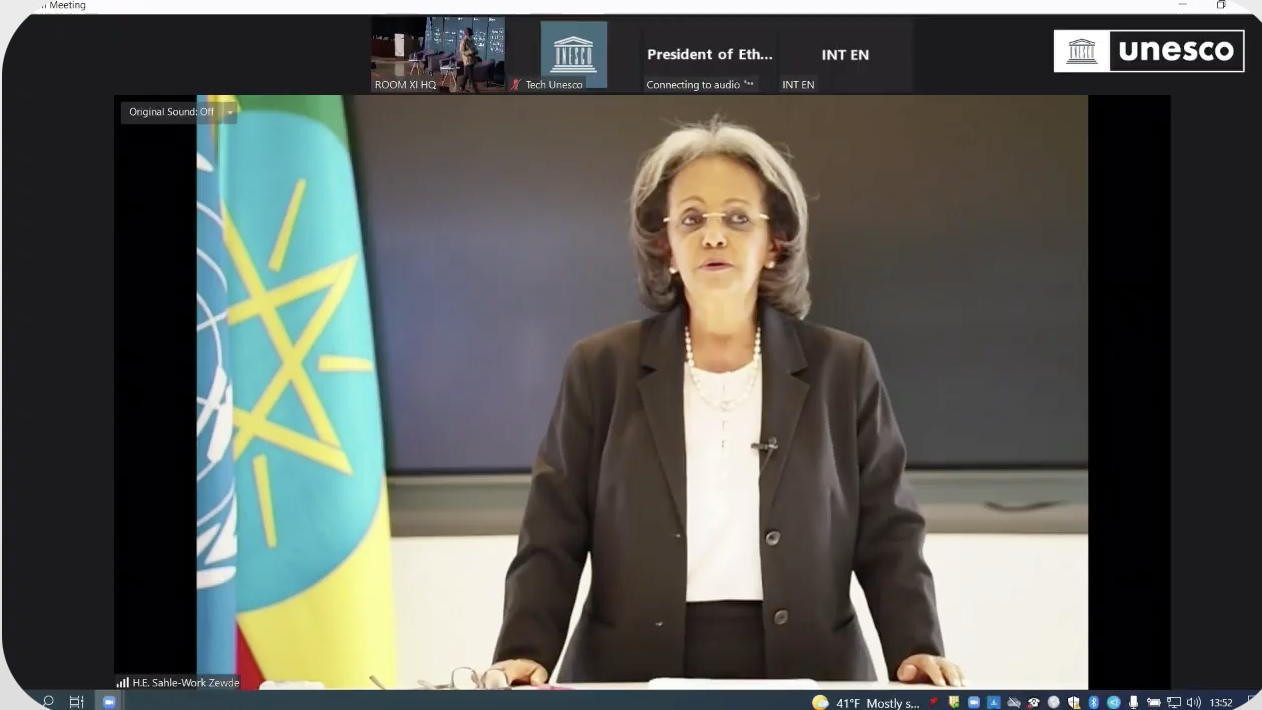 Meeting
ROOM XI HQ
UNESCO
Tech Unesco
President of Eth...
Connecting to audio
INT EN
INT EN
unesco
Original Sound: Off
H.E. Sahle-Work Zewde
41°F Mostly s...
13:52